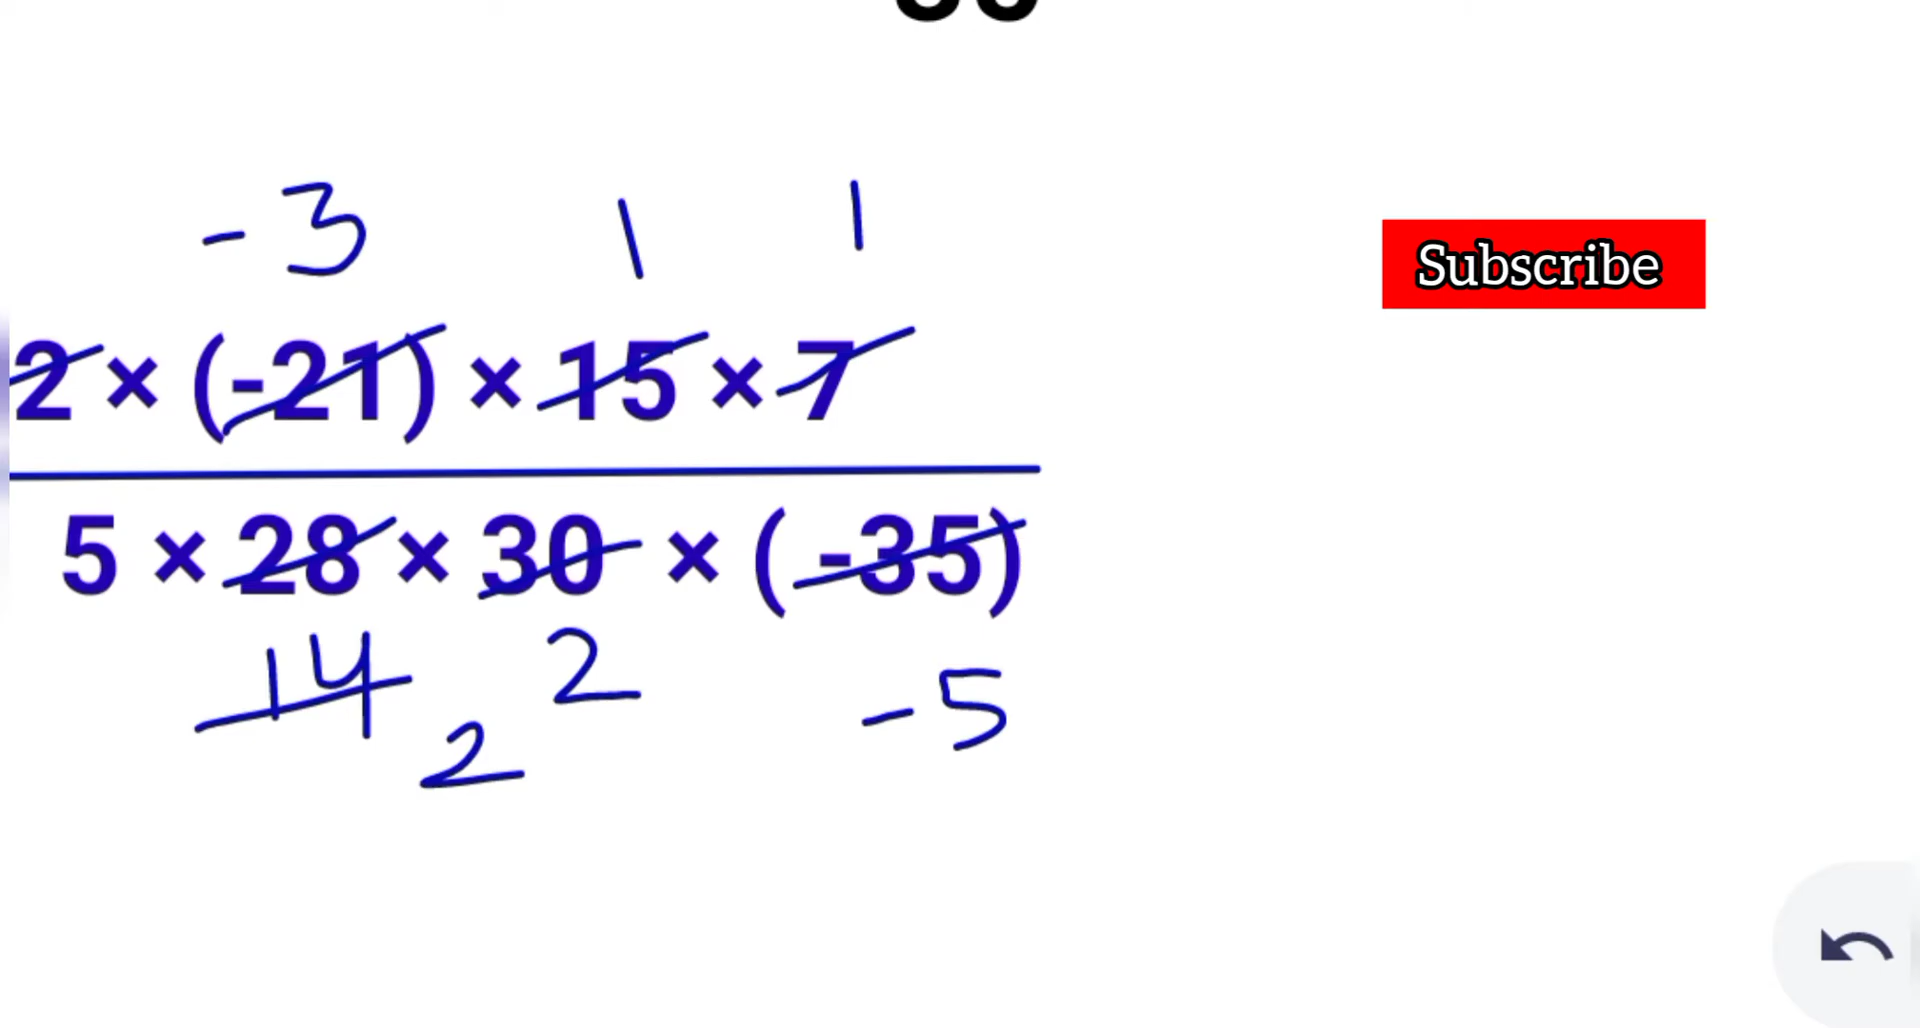 -3 1 1
Subscribe
2 × (-21) × 15 × 7
5 × 28 × 30 × (-35)
14 2 -5
2